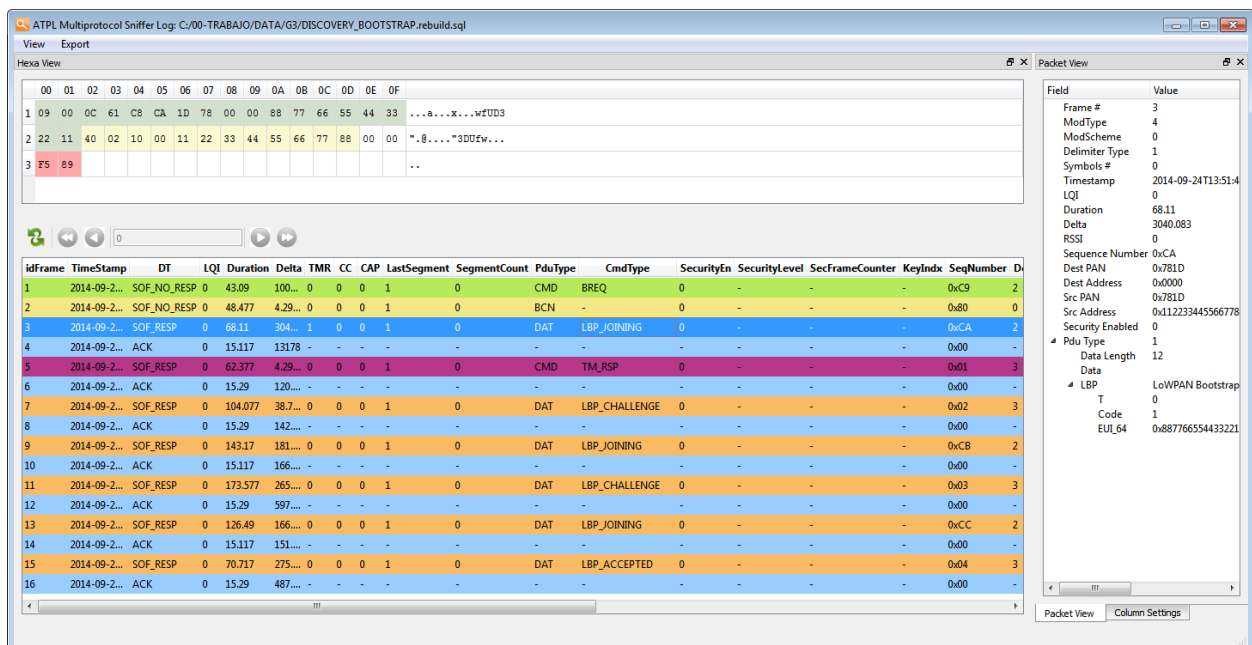 ATPL Multiprotocol Sniffer Log: C:/00-TRABAJO/DATA/G3/DISCOVERY_BOOTSTRAP.rebuild.sql
View Export
Hexa View
00 01 02 03 04 05 06 07 08 09 0A 0B 0C 0D 0E 0F
1 09 00 0C 61 C8 CA 1D 78 00 00 88 77 66 55 44 33 ...a...x...wfUD3
2 22 11 40 02 10 00 11 22 33 44 55 66 77 88 00 00 ".@...."3DUfw...
3 F5 89 ..
0
idFrame TimeStamp DT LQI Duration Delta TMR CC CAP LastSegment SegmentCount PduType CmdType SecurityEn SecurityLevel SecFrameCounter KeyIndx SeqNumber
1 2014-09-2... SOF_NO_RESP 0 43.09 100... 0 0 0 1 0 CMD BREQ 0 - - - 0xC9 2
2 2014-09-2... SOF_NO_RESP 0 48.477 4.29... 0 0 0 1 0 BCN - 0 - - - 0x80 0
3 2014-09-2... SOF_RESP 0 68.11 304... 1 0 0 1 0 DAT LBP_JOINING 0 - - - 0xCA 2
4 2014-09-2... ACK 0 15.117 13178 - - - - - - - - - - - 0x00 -
5 2014-09-2... SOF_RESP 0 62.377 4.29... 0 0 0 1 0 CMD TM_RSP 0 - - - 0x01 3
6 2014-09-2... ACK 0 15.29 120.... - - - - - - - - - - - 0x00 -
7 2014-09-2... SOF_RESP 0 104.077 38.7... 0 0 0 1 0 DAT LBP_CHALLENGE 0 - - - 0x02 3
8 2014-09-2... ACK 0 15.29 142.... - - - - - - - - - - - 0x00 -
9 2014-09-2... SOF_RESP 0 143.17 181.... 0 0 0 1 0 DAT LBP_JOINING 0 - - - 0xCB 2
10 2014-09-2... ACK 0 15.117 166.... - - - - - - - - - - - 0x00 -
11 2014-09-2... SOF_RESP 0 173.577 265.... 0 0 0 1 0 DAT LBP_CHALLENGE 0 - - - 0x03 3
12 2014-09-2... ACK 0 15.29 597.... - - - - - - - - - - - 0x00 -
13 2014-09-2... SOF_RESP 0 126.49 166.... 0 0 0 1 0 DAT LBP_JOINING 0 - - - 0xCC 2
14 2014-09-2... ACK 0 15.117 151.... - - - - - - - - - - - 0x00 -
15 2014-09-2... SOF_RESP 0 70.717 275.... 0 0 0 1 0 DAT LBP_ACCEPTED 0 - - - 0x04 3
16 2014-09-2... ACK 0 15.29 487.... - - - - - - - - - - - 0x00 -
Packet View
Field Value
Frame # 3
ModType 4
ModScheme 0
Delimiter Type 1
Symbols # 0
Timestamp 2014-09-24T13:51:4
LQI 0
Duration 68.11
Delta 3040.083
RSSI 0
Sequence Number 0xCA
Dest PAN 0x781D
Dest Address 0x0000
Src PAN 0x781D
Src Address 0x112233445566778
Security Enabled 0
Pdu Type 1
Data Length 12
Data
LBP LoWPAN Bootstrap
T 0
Code 1
EUI_64 0x887766554433221
Packet View Column Settings